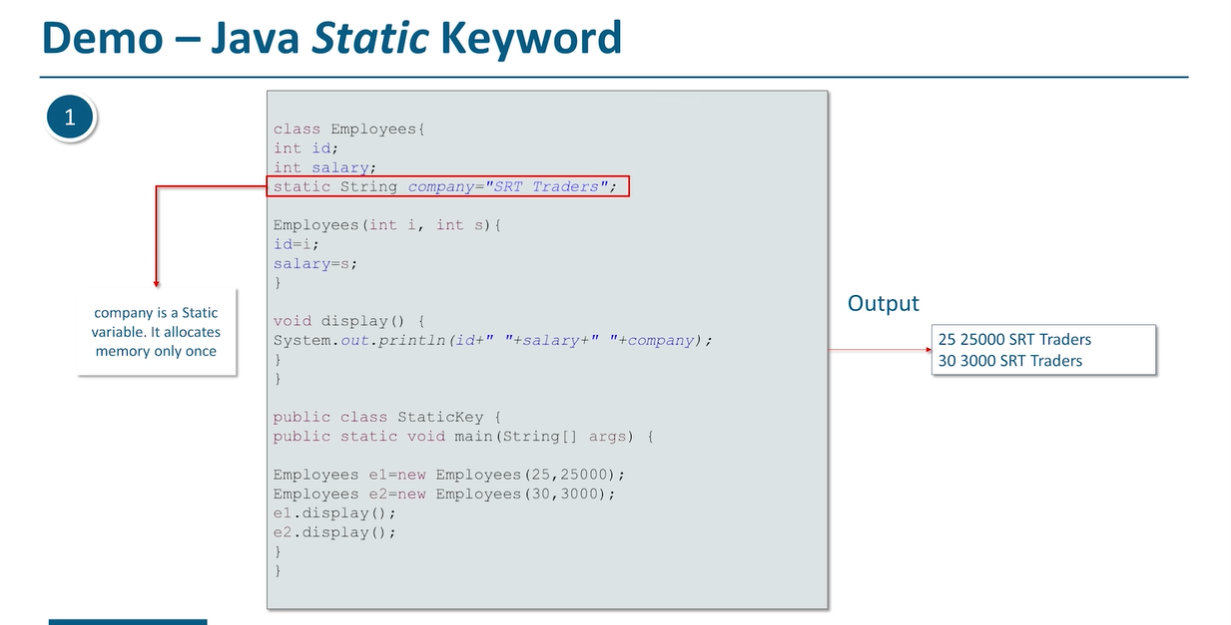 Demo – Java Static Keyword
1
class Employees{
int id;
int salary;
static String company="SRT Traders";
Employees(int i, int s){
id=i;
salary=s;
}
void display() {
System.out.println(id+" "+salary+" "+company);
}
}
public class StaticKey {
public static void main(String[] args) {
Employees e1=new Employees(25,25000);
Employees e2=new Employees(30,3000);
e1.display();
e2.display();
}
}
company is a Static
variable. It allocates
memory only once
Output
25 25000 SRT Traders
30 3000 SRT Traders